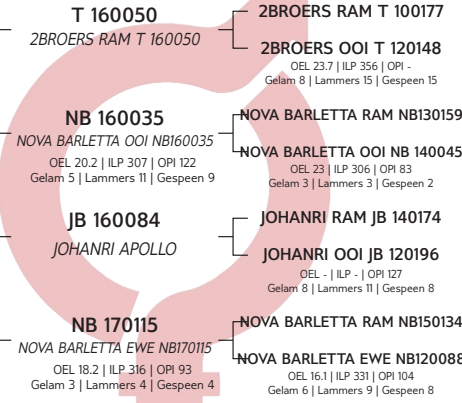 T 160050
2BROERS RAM T 160050
NB 160035
NOVA BARLETTA OOI NB160035
OEL 20.2 | ILP 307 | OPI 122
Gelam 5 | Lammers 11 | Gespeen 9
JB 160084
JOHANRI APOLLO
NB 170115
NOVA BARLETTA EWE NB170115
OEL 18.2 | ILP 316 | OPI 93
Gelam 3 | Lammers 4 | Gespeen 4
2BROERS RAM T 100177
2BROERS OOI T 120148
OEL 23.7 | ILP 356 | OPI -
Gelam 8 | Lammers 15 | Gespeen 15
NOVA BARLETTA RAM NB130159
NOVA BARLETTA OOI NB 140045
OEL 23 | ILP 306 | OPI 83
Gelam 3 | Lammers 3 | Gespeen 2
JOHANRI RAM JB 140174
JOHANRI OOI JB 120196
OEL - | ILP - | OPI 127
Gelam 8 | Lammers 11 | Gespeen 8
NOVA BARLETTA RAM NB150134
NOVA BARLETTA EWE NB120088
OEL 16.1 | ILP 331 | OPI 104
Gelam 6 | Lammers 9 | Gespeen 8